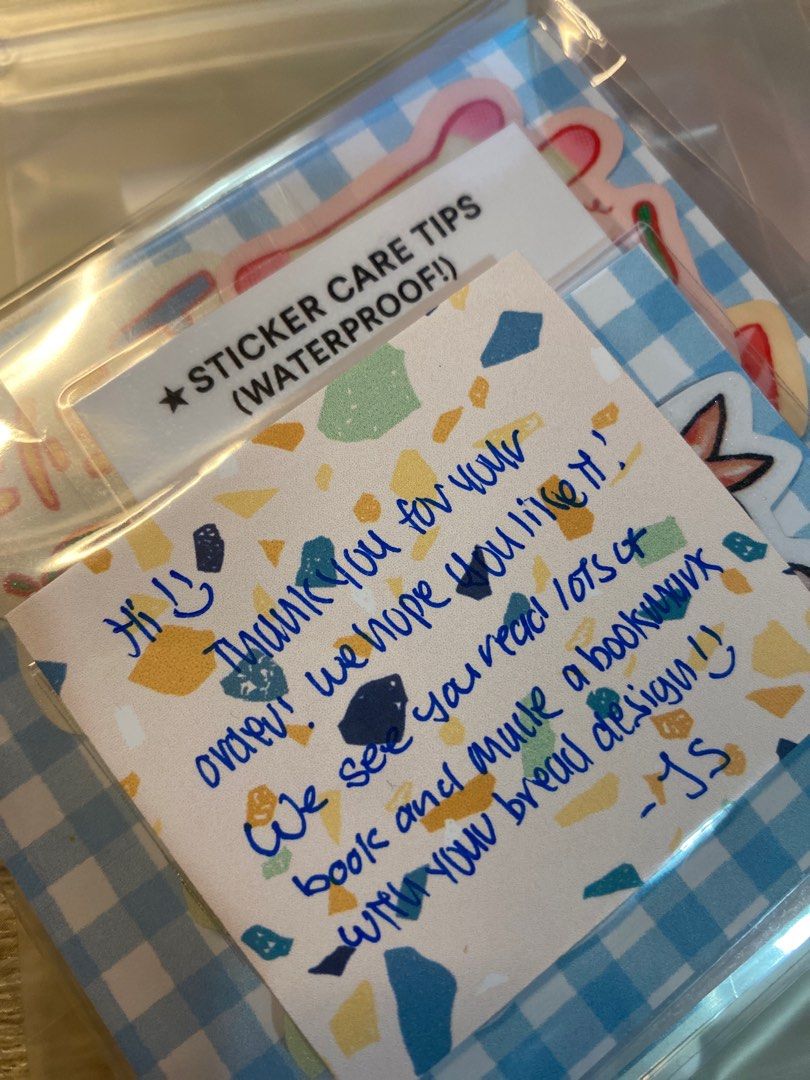 ★ STICKER CARE TIPS
(WATERPROOF!)
Hi
Thank you for your
order! We hope you like it!
We see you read lots of
book and made a bookmark
with your bread design
-JS